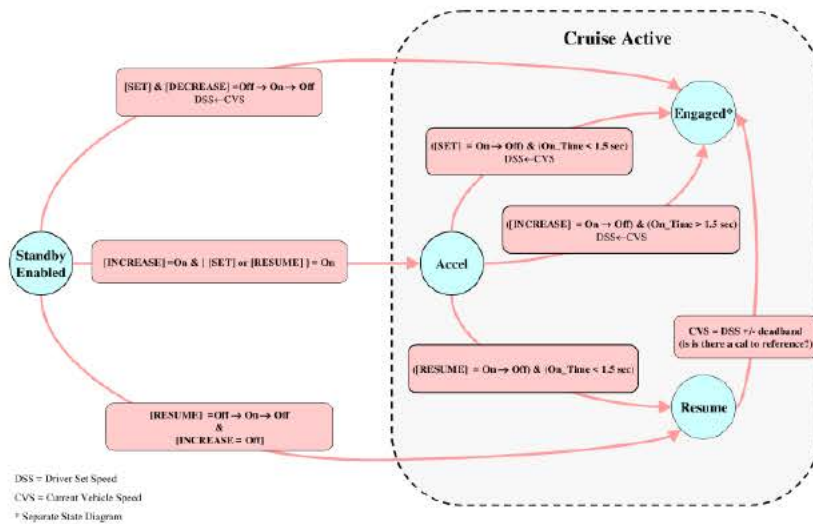 Cruise Active
[SET] & [DECREASE] =Off → On → Off
DSS←CVS
Engaged*
([SET] = On → Off) & (On_Time < 1.5 sec)
DSS←CVS
([INCREASE] = On → Off) & (On_Time > 1.5 sec)
DSS←CVS
Standby
Enabled
[INCREASE]=On & { [SET] or [RESUME] } = On
Accel
CVS = DSS +/- deadband
(is is there a cal to reference?)
([RESUME] = On → Off) & (On_Time < 1.5 sec)
Resume
[RESUME] =Off → On → Off
&
[INCREASE = Off]
DSS = Driver Set Speed
CVS = Current Vehicle Speed
* Separate State Diagram